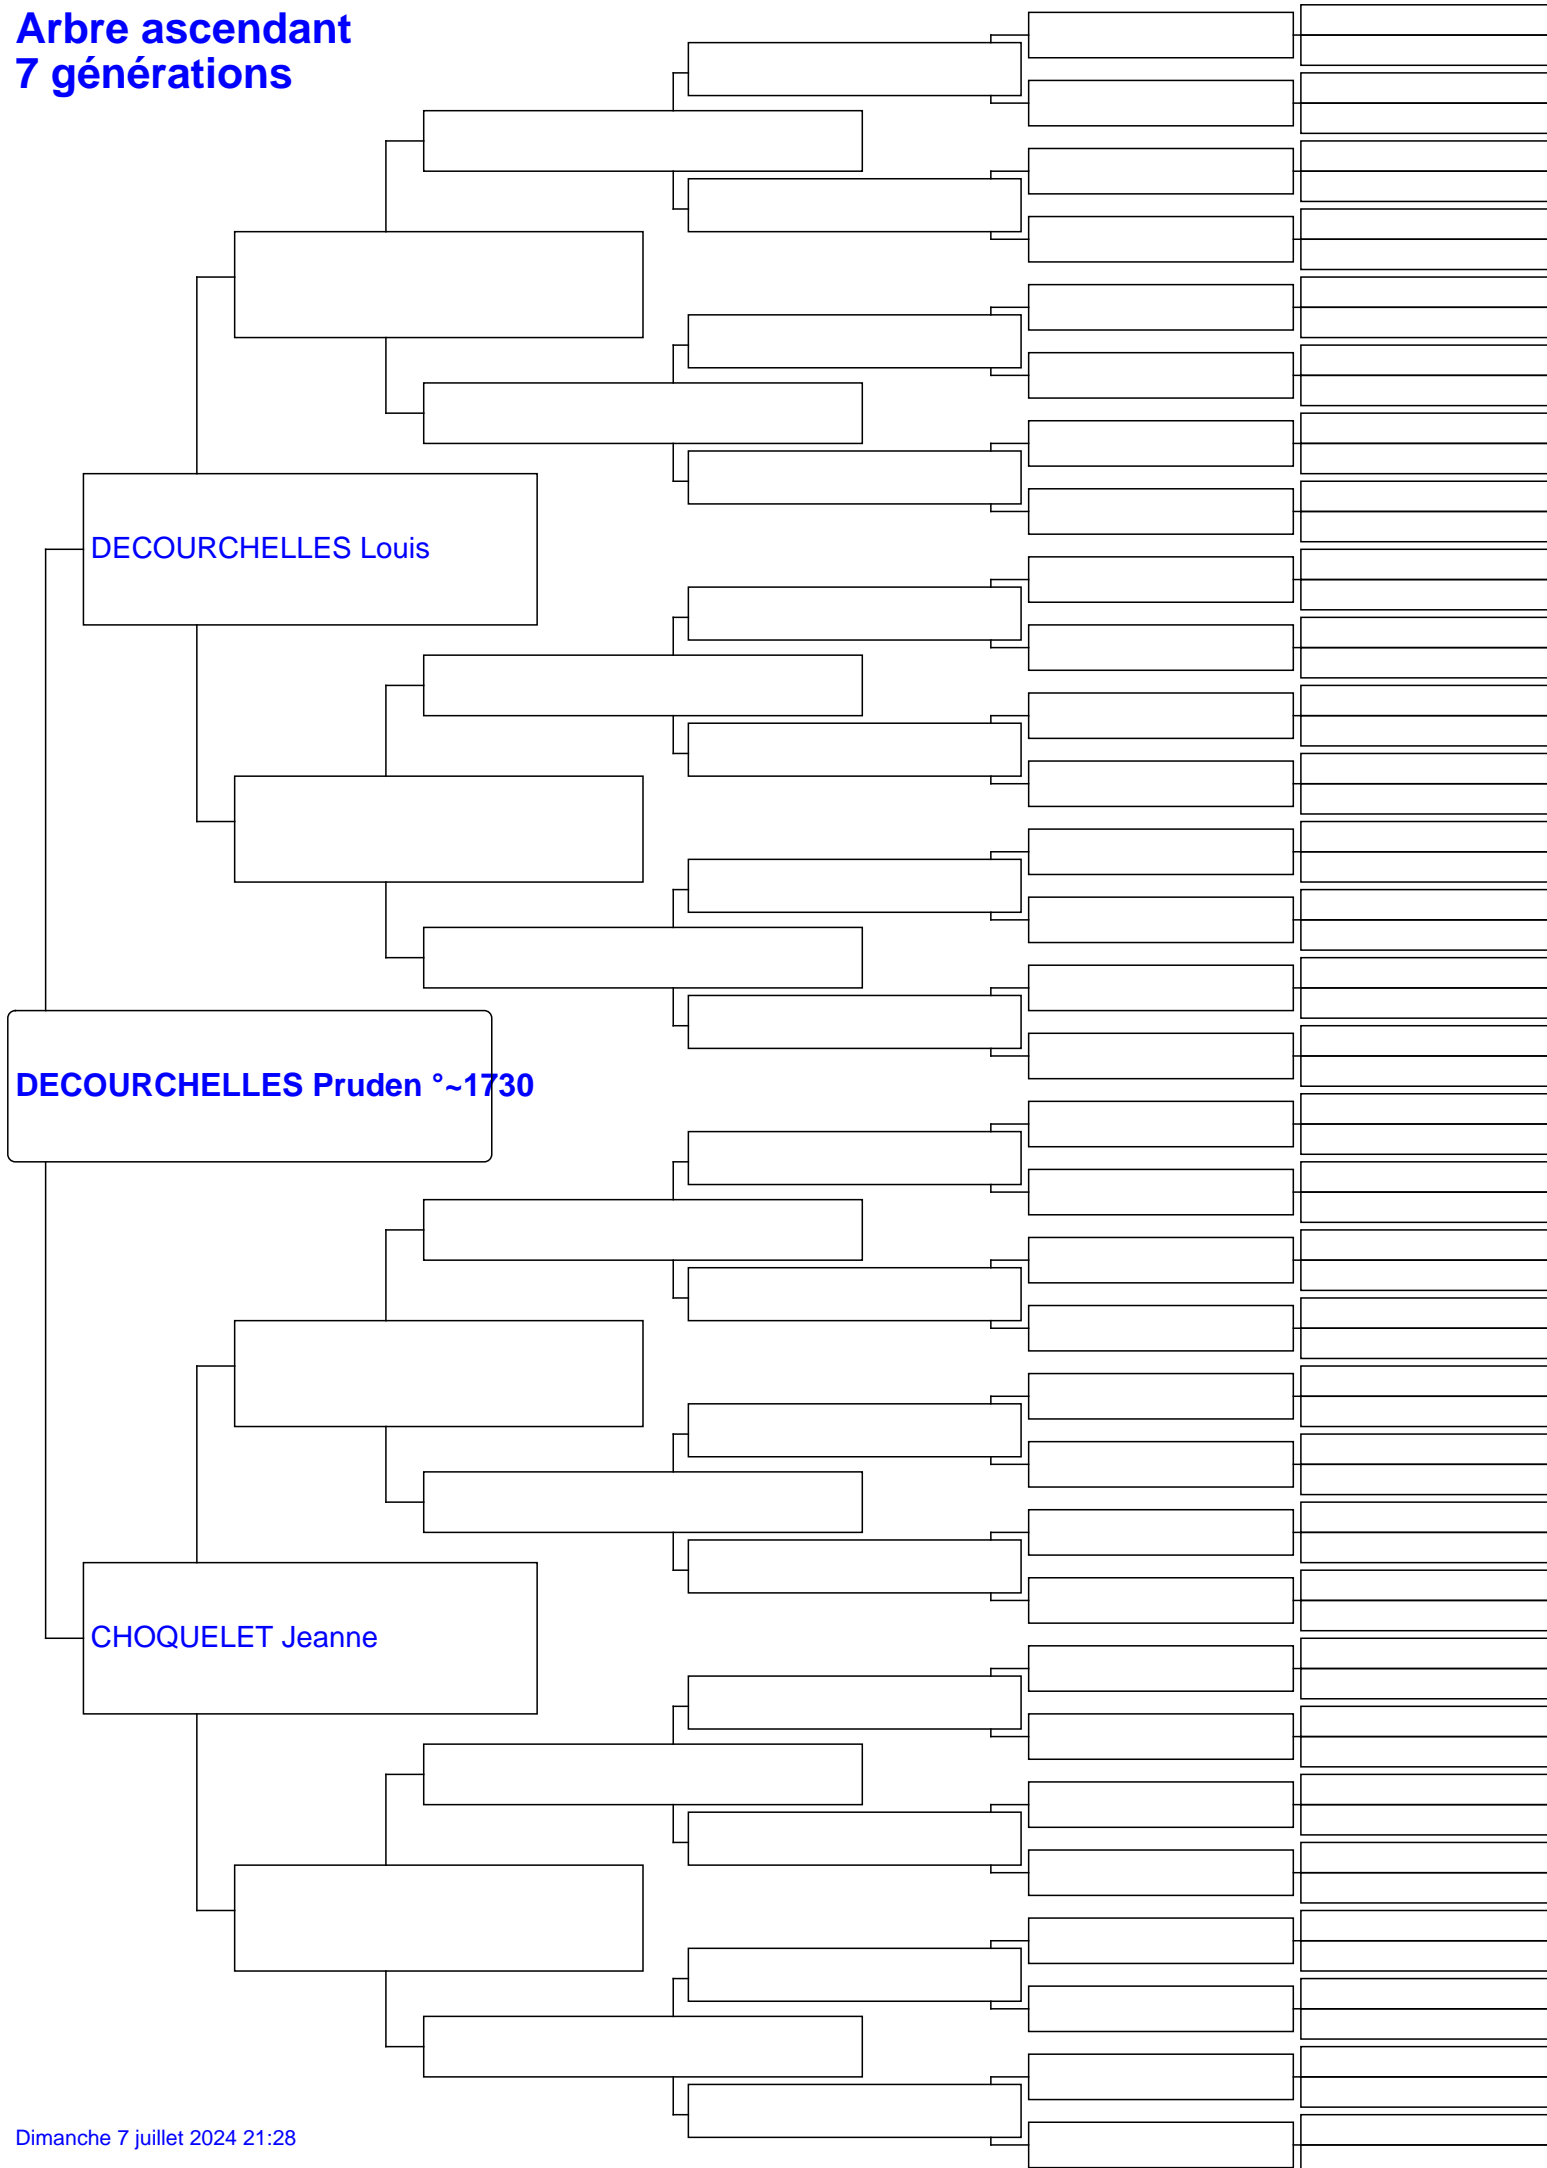 Arbre ascendant
7 générations
DECOURCHELLES Louis
DECOURCHELLES Pruden °~1730
CHOQUELET Jeanne
Dimanche 7 juillet 2024 21:28